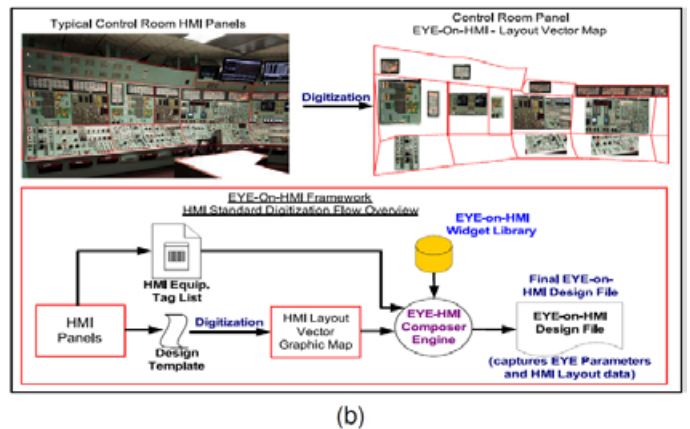 Typical Control Room HMI Panels
Control Room Panel
EYE-On-HMI - Layout Vector Map
Digitization
EYE-On-HMI Framework
HMI Standard Digitization Flow Overview
EYE-on-HMI
Widget Library
HMI Equip.
Tag List
Final EYE-on-
HMI Design File
HMI
Panels
Digitization
Design
Template
HMI Layout
Vector
Graphic Map
EYE-HMI
Composer
Engine
EYE-on-HMI
Design File
(captures EYE Parameters
and HMI Layout data)
(b)